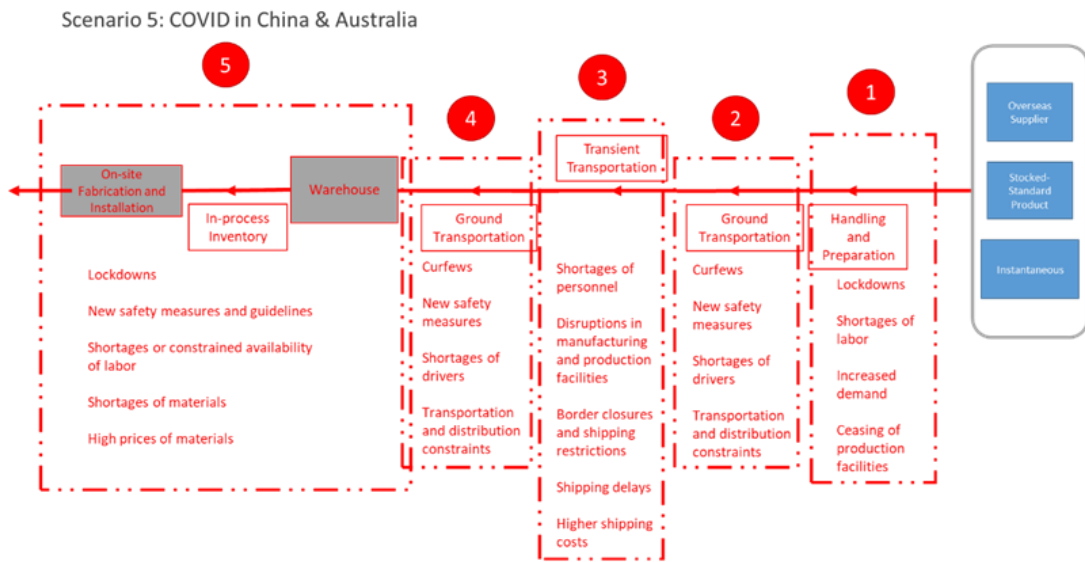 Scenario 5: COVID in China & Australia
5
On-site
Fabrication and
Installation
In-process
Inventory
Warehouse
Lockdowns
New safety measures and guidelines
Shortages or constrained availability
of labor
Shortages of materials
High prices of materials
4
Ground
Transportation
Curfews
New safety
measures
Shortages of
drivers
Transportation
and distribution
constraints
3
Transient
Transportation
Shortages of
personnel
Disruptions in
manufacturing
and production
facilities
Border closures
and shipping
restrictions
Shipping delays
Higher shipping
costs
2
Ground
Transportation
Curfews
New safety
measures
Shortages of
drivers
Transportation
and distribution
constraints
1
Handling
and
Preparation
Lockdowns
Shortages of
labor
Increased
demand
Ceasing of
production
facilities
Overseas
Supplier
Stocked-
Standard
Product
Instantaneous